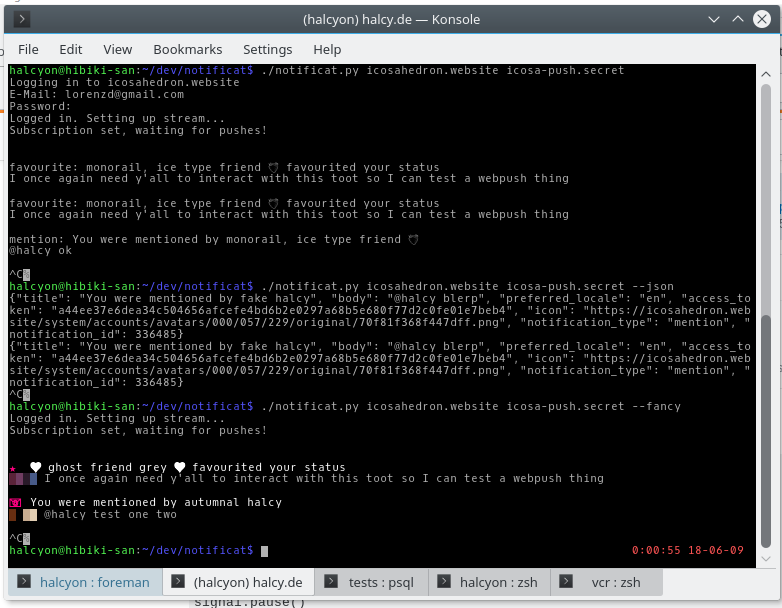 (halcyon) halcy.de — Konsole
File Edit View Bookmarks Settings Help
halcyon@hibiki-san:~/dev/notificat$ ./notificat.py icosahedron.website icosa-push.secret
Logging in to icosahedron.website
E-Mail: lorenzd@gmail.com
Password:
Logged in. Setting up stream...
Subscription set, waiting for pushes!
favourite: monorail, ice type friend favourited your status
I once again need y'all to interact with this toot so I can test a webpush thing
favourite: monorail, ice type friend favourited your status
I once again need y'all to interact with this toot so I can test a webpush thing
mention: You were mentioned by monorail, ice type friend
@halcy ok
^C%
halcyon@hibiki-san:~/dev/notificat$ ./notificat.py icosahedron.website icosa-push.secret --json
{"title": "You were mentioned by fake halcy", "body": "@halcy blerp", "preferred_locale": "en", "access_to
ken": "a44ee37e6dea34c504656afcefe4bd6b2e0297a68b5e680f77d2c0fe01e7beb4", "icon": "https://icosahedron.web
site/system/accounts/avatars/000/057/229/original/70f81f368f447dff.png", "notification_type": "mention", "
notification_id": 336485}
{"title": "You were mentioned by fake halcy", "body": "@halcy blerp", "preferred_locale": "en", "access_to
ken": "a44ee37e6dea34c504656afcefe4bd6b2e0297a68b5e680f77d2c0fe01e7beb4", "icon": "https://icosahedron.web
site/system/accounts/avatars/000/057/229/original/70f81f368f447dff.png", "notification_type": "mention", "
notification_id": 336485}
^C%
halcyon@hibiki-san:~/dev/notificat$ ./notificat.py icosahedron.website icosa-push.secret --fancy
Logged in. Setting up stream...
Subscription set, waiting for pushes!
★ ♥ ghost friend grey ♥ favourited your status
I once again need y'all to interact with this toot so I can test a webpush thing
You were mentioned by autumnal halcy
@halcy test one two
^C%
halcyon@hibiki-san:~/dev/notificat$ 0:00:55 18-06-09
halcyon : foreman (halcyon) halcy.de tests : psql halcyon : zsh vcr : zsh
signal.pause()